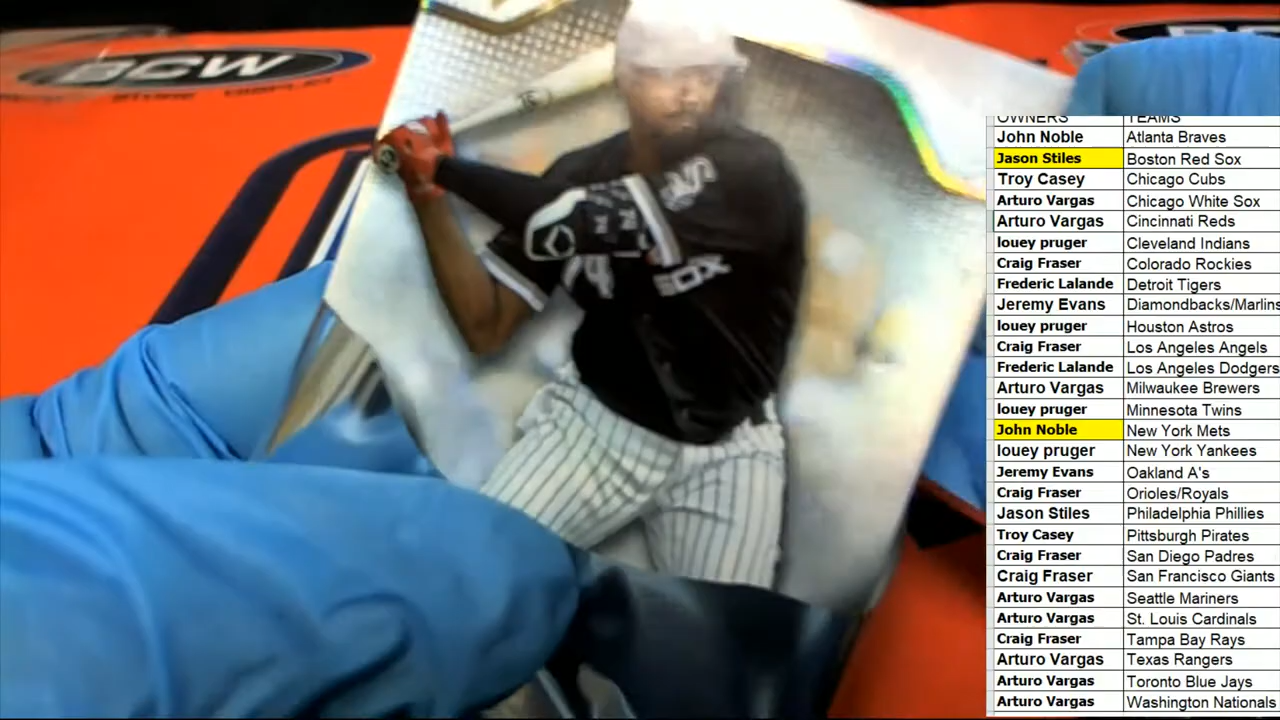 BCW
SOX
OWNERS TEAMS
John Noble Atlanta Braves
Jason Stiles Boston Red Sox
Troy Casey Chicago Cubs
Arturo Vargas Chicago White Sox
Arturo Vargas Cincinnati Reds
louey pruger Cleveland Indians
Craig Fraser Colorado Rockies
Frederic Lalande Detroit Tigers
Jeremy Evans Diamondbacks/Marlins
louey pruger Houston Astros
Craig Fraser Los Angeles Angels
Frederic Lalande Los Angeles Dodgers
Arturo Vargas Milwaukee Brewers
louey pruger Minnesota Twins
John Noble New York Mets
louey pruger New York Yankees
Jeremy Evans Oakland A's
Craig Fraser Orioles/Royals
Jason Stiles Philadelphia Phillies
Troy Casey Pittsburgh Pirates
Craig Fraser San Diego Padres
Craig Fraser San Francisco Giants
Arturo Vargas Seattle Mariners
Arturo Vargas St. Louis Cardinals
Craig Fraser Tampa Bay Rays
Arturo Vargas Texas Rangers
Arturo Vargas Toronto Blue Jays
Arturo Vargas Washington Nationals